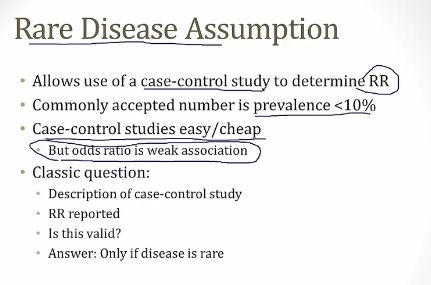 Rare Disease Assumption
• Allows use of a case-control study to determine RR
• Commonly accepted number is prevalence <10%
• Case-control studies easy/cheap
• But odds ratio is weak association
• Classic question:
• Description of case-control study
• RR reported
• Is this valid?
• Answer: Only if disease is rare